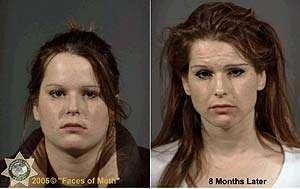 2005© "Faces of Meth"
8 Months Later